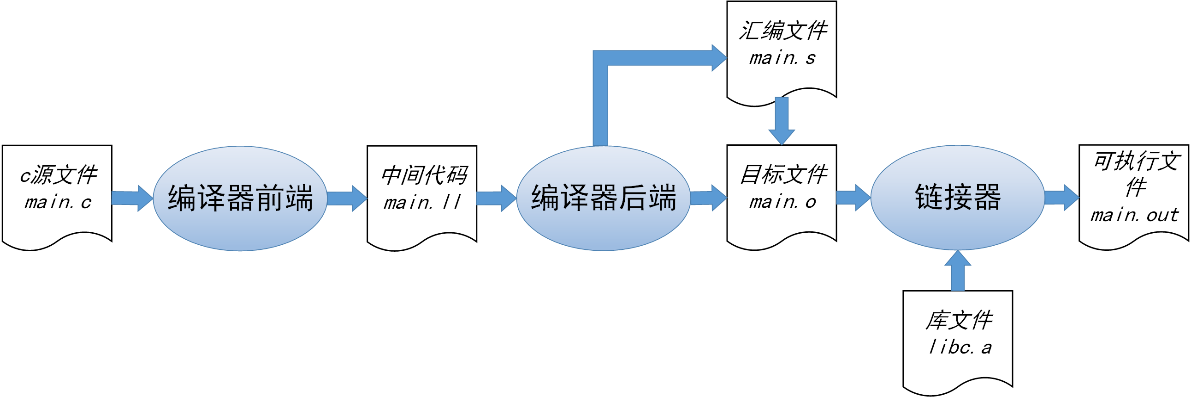 汇编文件
main.s
c源文件
main.c
编译器前端
中间代码
main.ll
编译器后端
目标文件
main.o
链接器
可执行文
件
main.out
库文件
libc.a